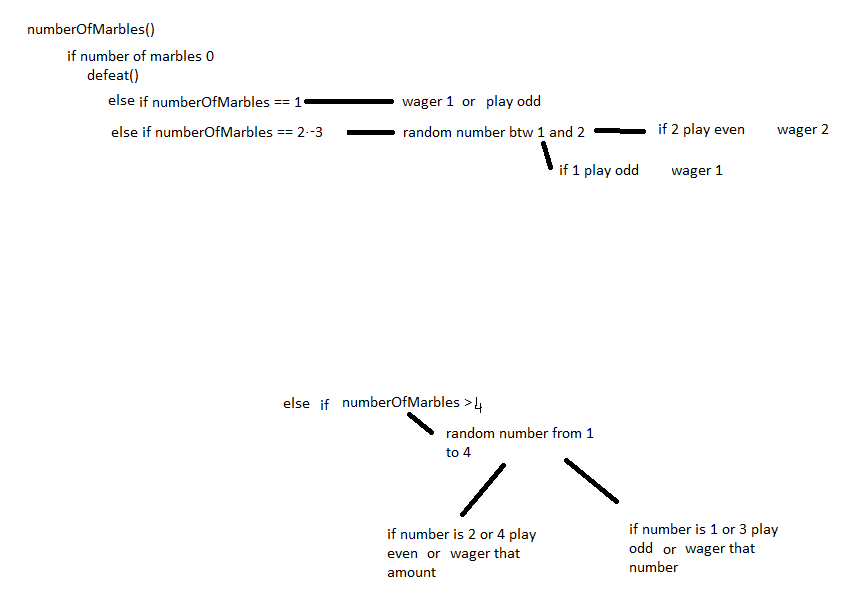 numberOfMarbles()
if number of marbles 0
defeat()
else if numberOfMarbles == 1 wager 1 or play odd
else if numberOfMarbles == 2--3 random number btw 1 and 2 if 2 play even wager 2
if 1 play odd wager 1
else if numberOfMarbles >4
random number from 1
to 4
if number is 2 or 4 play
even or wager that
amount
if number is 1 or 3 play
odd or wager that
number